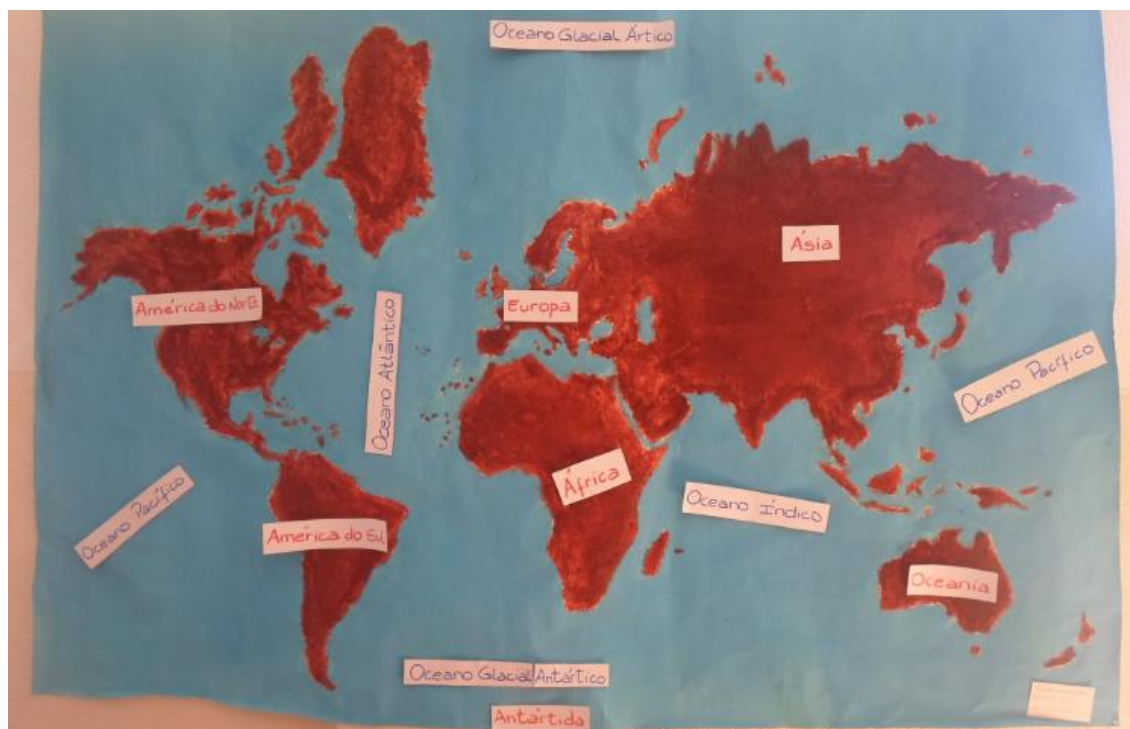 Oceano Glacial Ártico
Ásia
América do Norte
Europa
Oceano Atlântico
Oceano Pacífico
África
Oceano Pacífico
Oceano Índico
América do Sul
Oceania
Oceano Glacial Antártico
Antártida